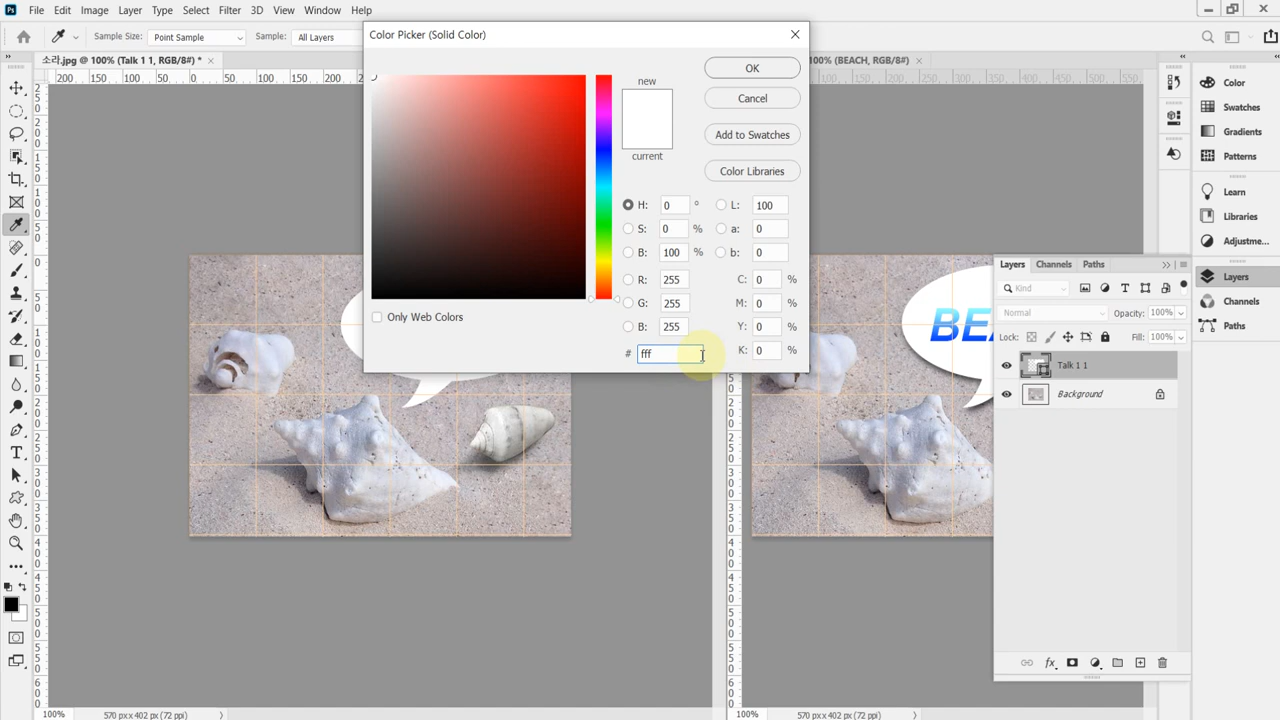 Ps File Edit Image Layer Type Select Filter 3D View Window Help
Sample Size: Point Sample Sample: All Layers
소라.jpg @ 100% (Talk 1 1, RGB/8#) *
100% (BEACH, RGB/8#)
Color Picker (Solid Color)
new
current
OK
Cancel
Add to Swatches
Color Libraries
H: 0 °
S: 0 %
B: 100 %
R: 255
G: 255
B: 255
# fff
L: 100
a: 0
b: 0
C: 0 %
M: 0 %
Y: 0 %
K: 0 %
Only Web Colors
BEA
Color
Swatches
Gradients
Patterns
Learn
Libraries
Adjustme...
Layers
Channels
Paths
Layers Channels Paths
Kind
Normal Opacity: 100%
Lock: Fill: 100%
Talk 1 1
Background
fx
100% 570 px x 402 px (72 ppi)
100% 570 px x 402 px (72 ppi)